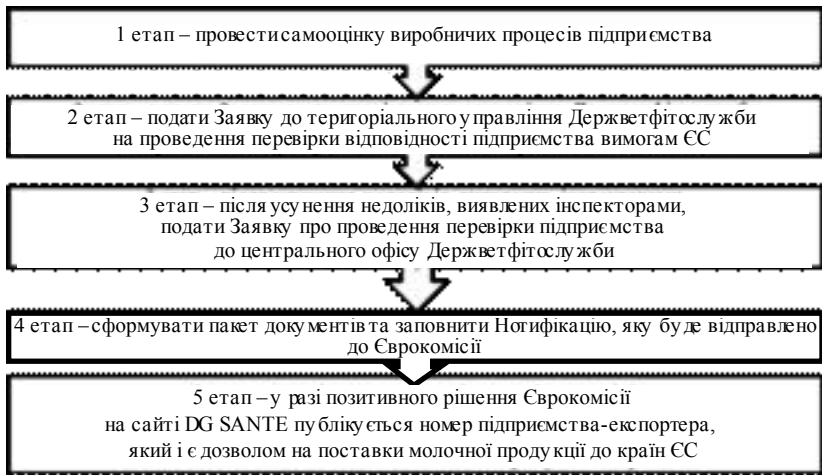 1 етап – провести самооцінку виробничих процесів підприємства
2 етап – подати Заявку до територіального управління Держветфітослужби
на проведення перевірки відповідності підприємства вимогам ЄС
3 етап – після усунення недоліків, виявлених інспекторами,
подати Заявку про проведення перевірки підприємства
до центрального офісу Держветфітослужби
4 етап – сформувати пакет документів та заповнити Нотифікацію, яку буде відправлено
до Єврокомісії
5 етап – у разі позитивного рішення Єврокомісії
на сайті DG SANTE публікується номер підприємства-експортера,
який і є дозволом на поставки молочної продукції до країн ЄС